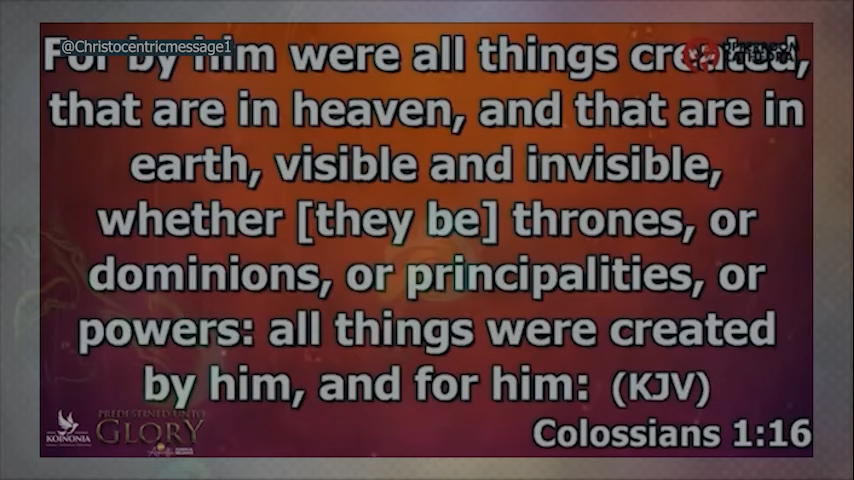 @Christocentricmessage1
For by him were all things created,
that are in heaven, and that are in
earth, visible and invisible,
whether [they be] thrones, or
dominions, or principalities, or
powers: all things were created
by him, and for him: (KJV)
Colossians 1:16
KOINONIA
PREDESTINED UNTO
GLORY